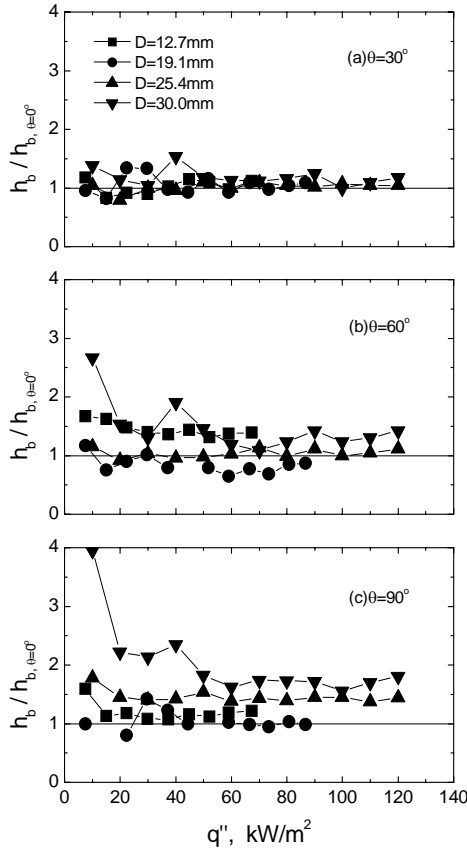 4
D=12.7mm
D=19.1mm
D=25.4mm
D=30.0mm
(a)θ=30°
3
2
1
0
h_b / h_b, θ=0°
4
(b)θ=60°
3
2
1
0
h_b / h_b, θ=0°
4
(c)θ=90°
3
2
1
0
h_b / h_b, θ=0°
0 20 40 60 80 100 120 140
q", kW/m²